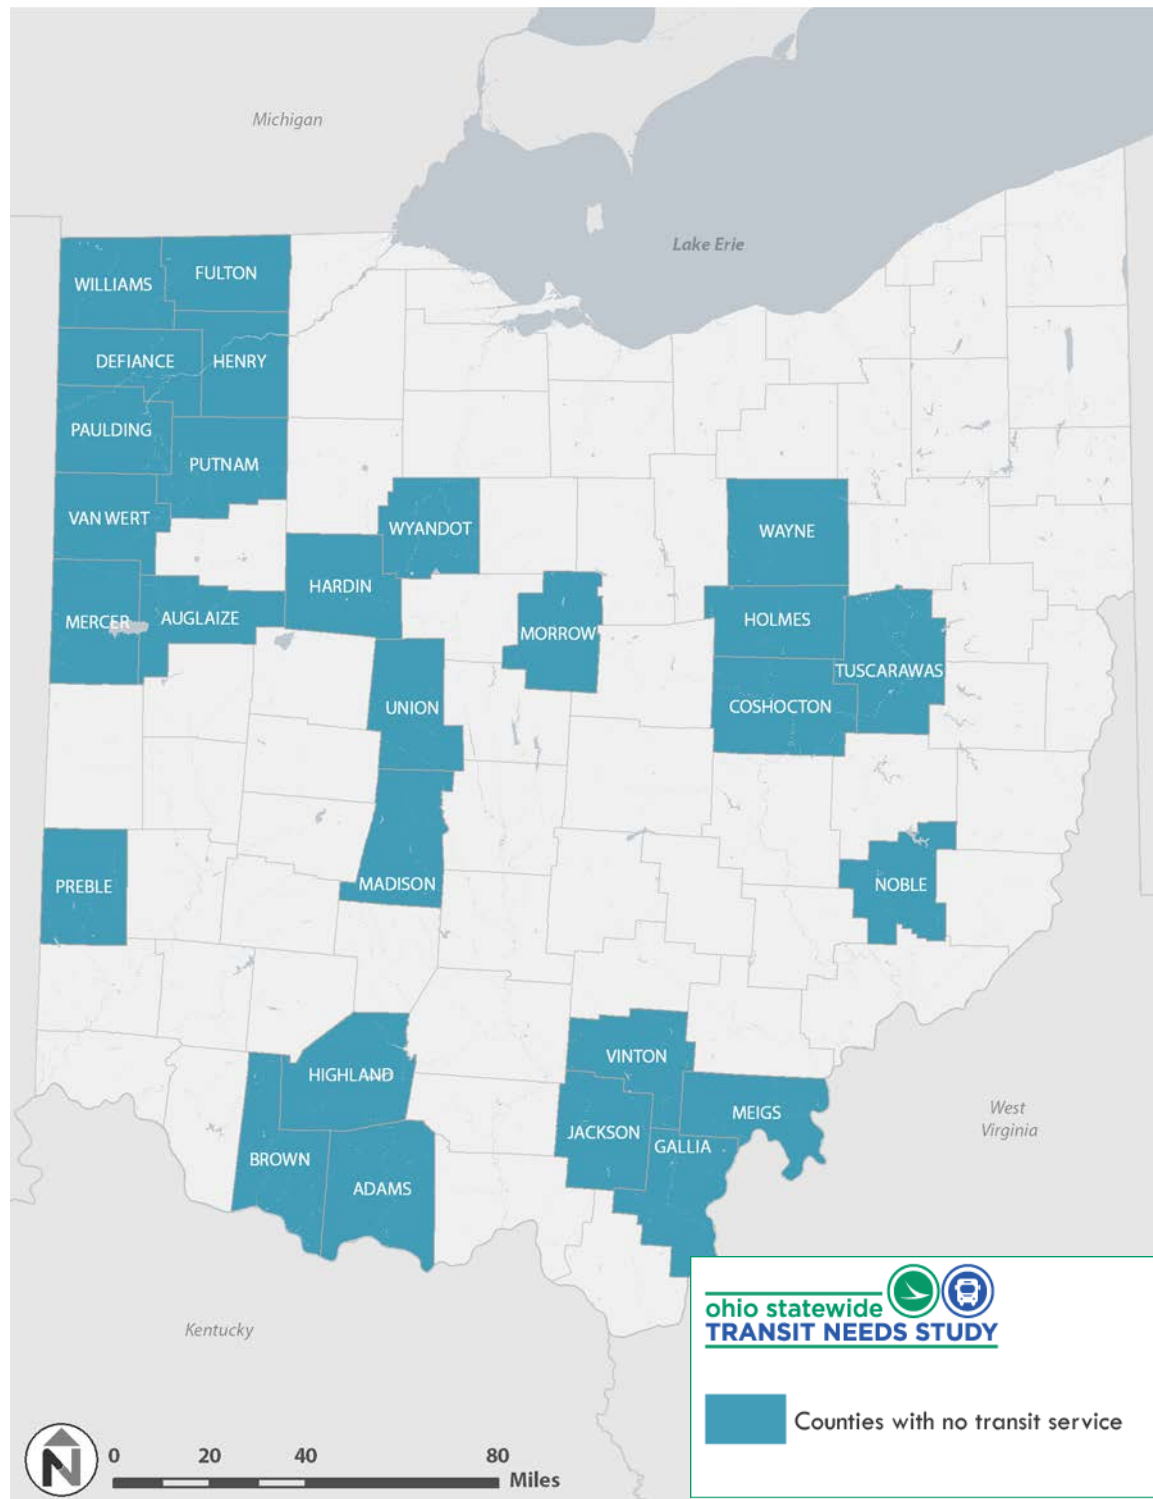 Michigan
Lake Erie
WILLIAMS
FULTON
DEFIANCE
HENRY
PAULDING
PUTNAM
VAN WERT
WYANDOT
WAYNE
HARDIN
MERCER
AUGLAIZE
MORROW
HOLMES
TUSCARAWAS
UNION
COSHOCTON
PREBLE
MADISON
NOBLE
VINTON
HIGHLAND
MEIGS
West
Virginia
JACKSON
GALLIA
BROWN
ADAMS
Kentucky
ohio statewide
TRANSIT NEEDS STUDY
Counties with no transit service
N
0 20 40 80
Miles